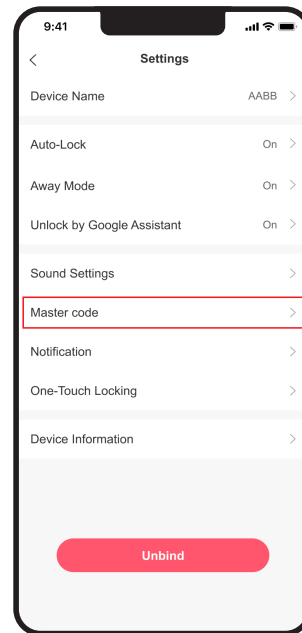 9:41
Settings
Device Name AABB
Auto-Lock On
Away Mode On
Unlock by Google Assistant On
Sound Settings
Master code
Notification
One-Touch Locking
Device Information
Unbind